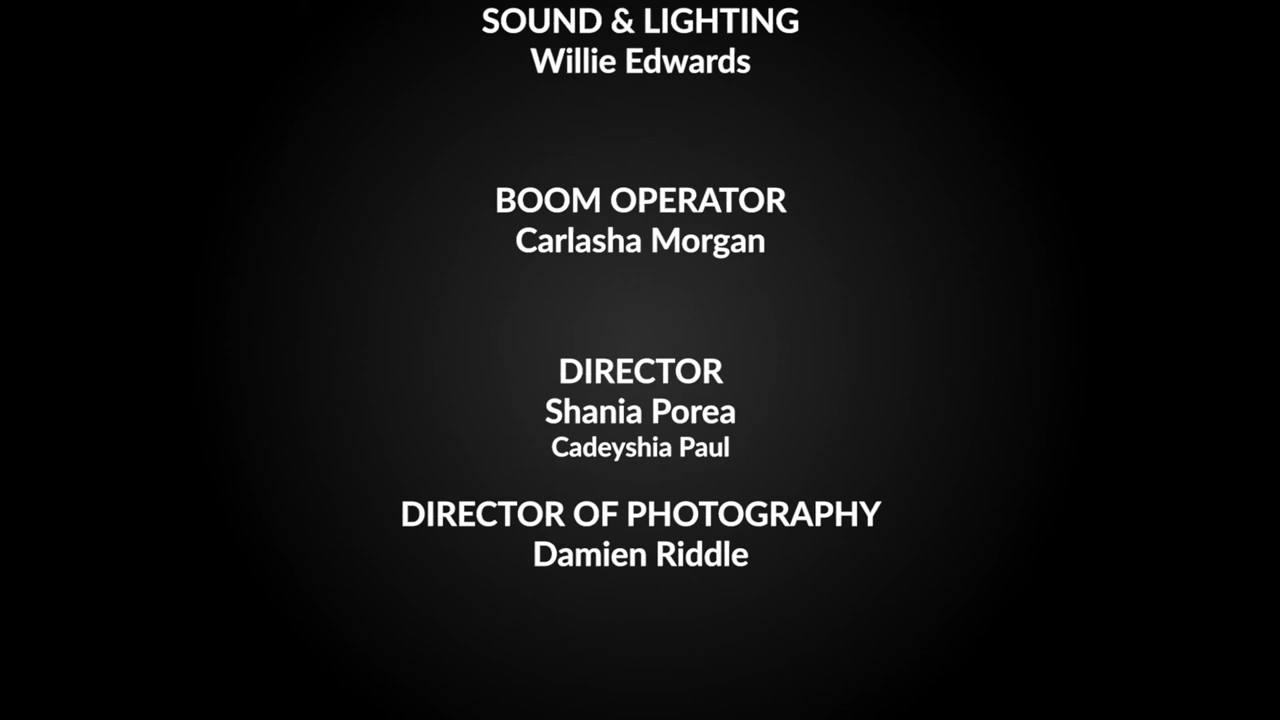 SOUND & LIGHTING
Willie Edwards
BOOM OPERATOR
Carlasha Morgan
DIRECTOR
Shania Porea
Cadeyshia Paul
DIRECTOR OF PHOTOGRAPHY
Damien Riddle